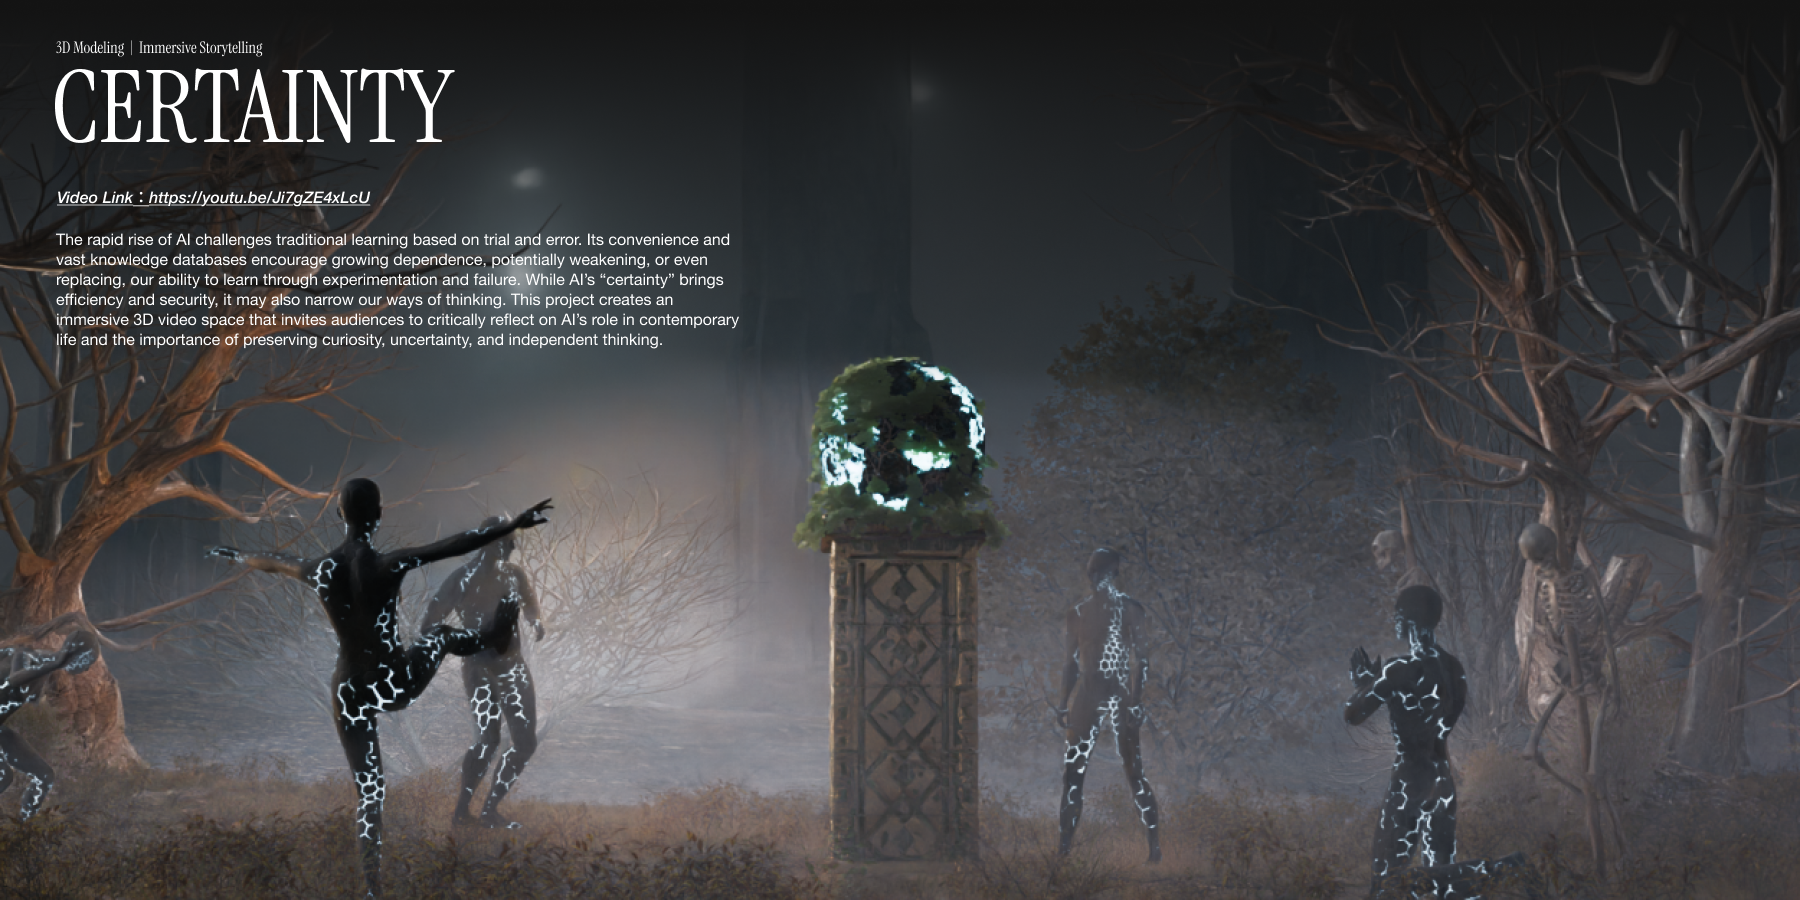 3D Modeling | Immersive Storytelling
CERTAINTY
Video Link：https://youtu.be/Ji7gZE4xLcU
The rapid rise of AI challenges traditional learning based on trial and error. Its convenience and
vast knowledge databases encourage growing dependence, potentially weakening, or even
replacing, our ability to learn through experimentation and failure. While AI’s “certainty” brings
efficiency and security, it may also narrow our ways of thinking. This project creates an
immersive 3D video space that invites audiences to critically reflect on AI’s role in contemporary
life and the importance of preserving curiosity, uncertainty, and independent thinking.